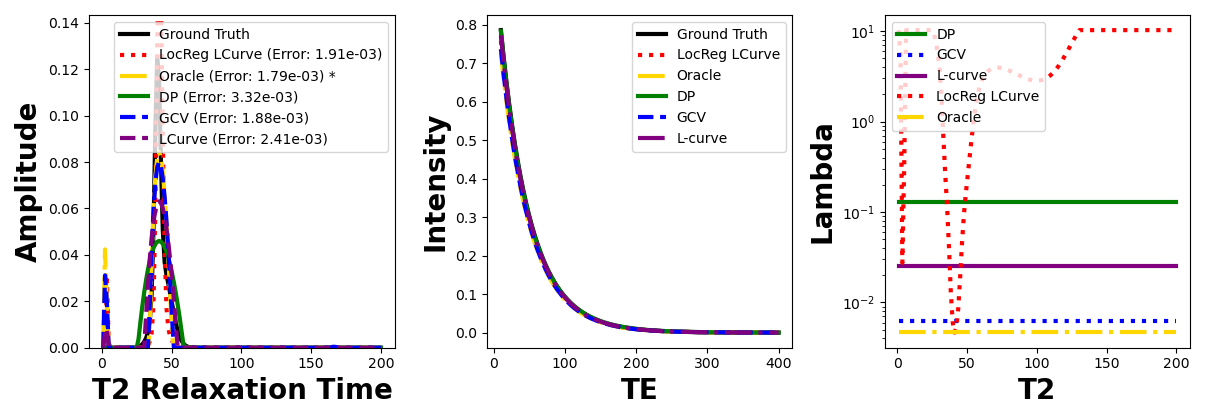 Amplitude
0.14
0.12
0.10
0.08
0.06
0.04
0.02
0.00
Ground Truth
LocReg LCurve (Error: 1.91e-03)
Oracle (Error: 1.79e-03) *
DP (Error: 3.32e-03)
GCV (Error: 1.88e-03)
LCurve (Error: 2.41e-03)
0 50 100 150 200
T2 Relaxation Time
Intensity
0.8
0.7
0.6
0.5
0.4
0.3
0.2
0.1
0.0
Ground Truth
LocReg LCurve
Oracle
DP
GCV
L-curve
0 100 200 300 400
TE
Lambda
10¹
10⁰
10⁻¹
10⁻²
DP
GCV
L-curve
LocReg LCurve
Oracle
0 50 100 150 200
T2